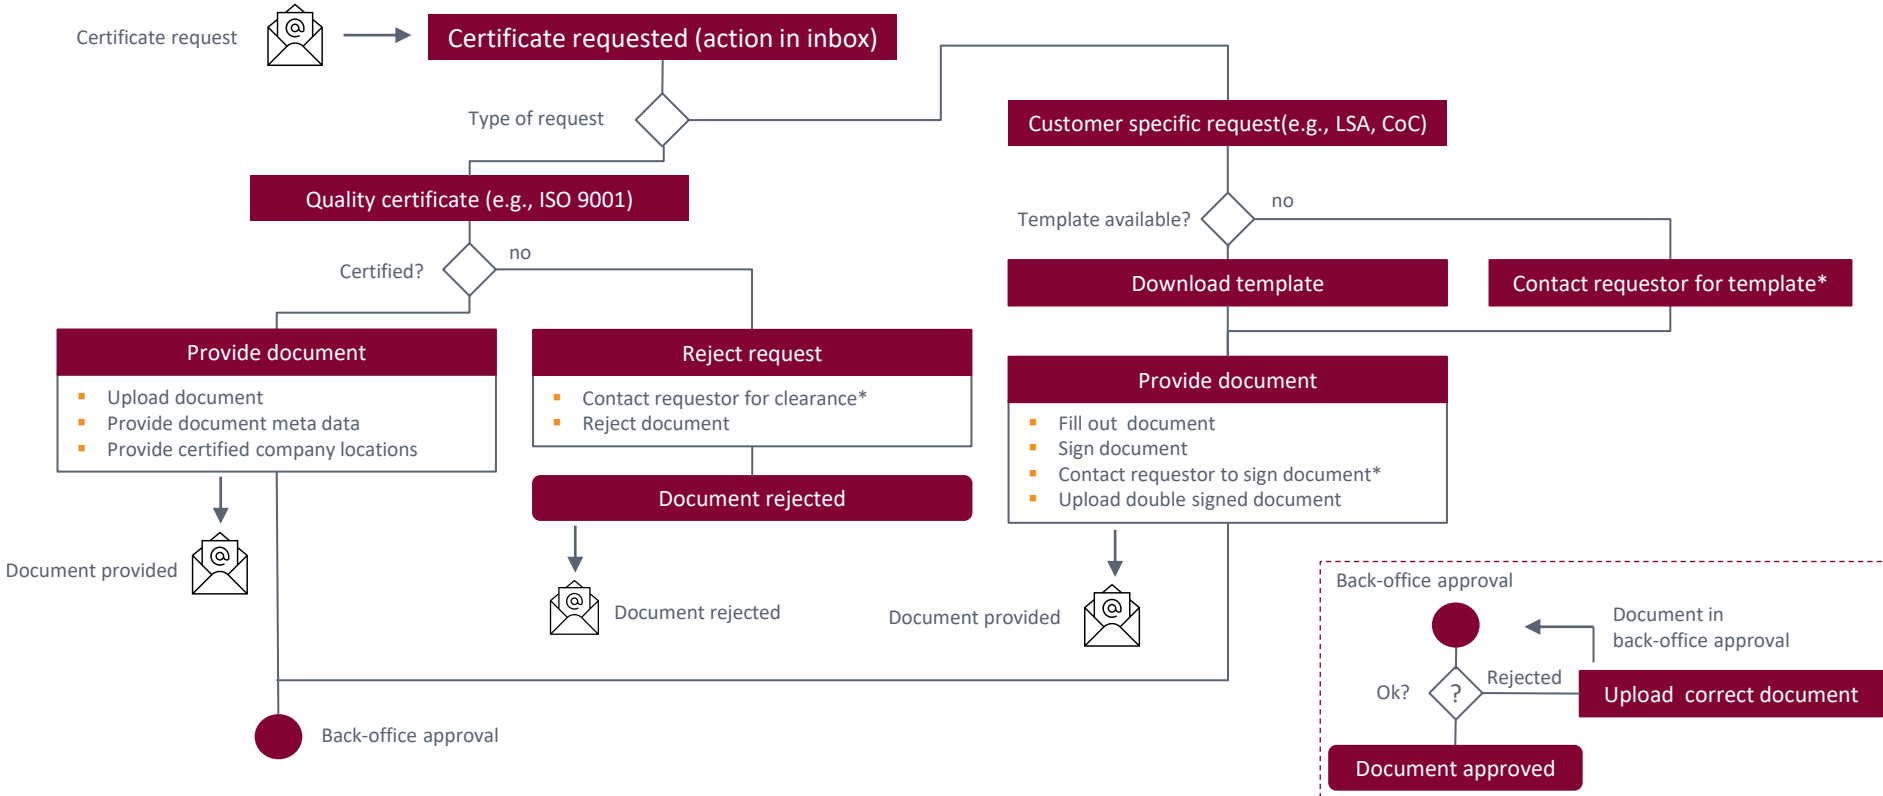 Certificate request
@
Certificate requested (action in inbox)
Type of request
Customer specific request(e.g., LSA, CoC)
Quality certificate (e.g., ISO 9001)
Template available?
no
Certified?
no
Download template
Contact requestor for template*
Provide document
Upload document
Provide document meta data
Provide certified company locations
Reject request
Contact requestor for clearance*
Reject document
Provide document
Fill out  document
Sign document
Contact requestor to sign document*
Upload double signed document
Document rejected
Document provided
@
@
Document rejected
Document provided
@
Back-office approval
Back-office approval
Document in
back-office approval
Ok?
?
Rejected
Upload  correct document
Document approved